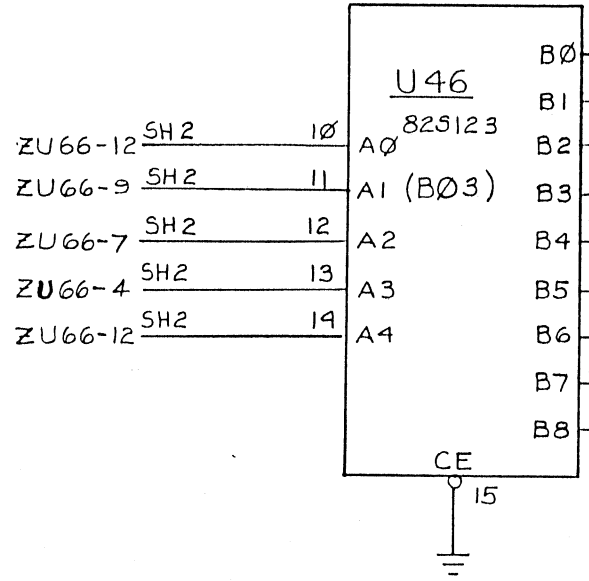 BØ
U46
B1
82S123
ZU66-12 SH2 1Ø AØ B2
ZU66-9 SH2 11 A1 (BØ3) B3
ZU66-7 SH2 12 A2 B4
ZU66-4 SH2 13 A3 B5
ZU66-12 SH2 14 A4 B6
B7
B8
CE
15